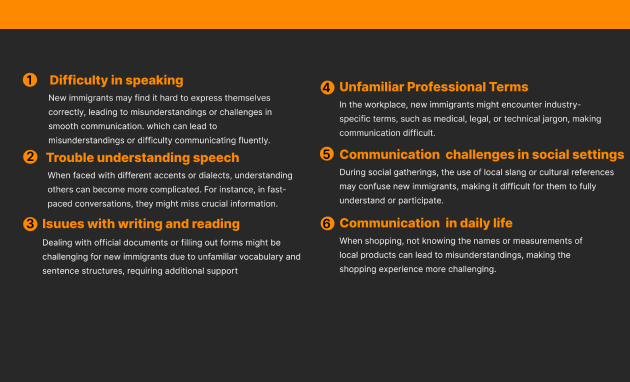 1 Difficulty in speaking
New immigrants may find it hard to express themselves
correctly, leading to misunderstandings or challenges in
smooth communication. which can lead to
misunderstandings or difficulty communicating fluently.
2 Trouble understanding speech
When faced with different accents or dialects, understanding
others can become more complicated. For instance, in fast-
paced conversations, they might miss crucial information.
3 Isuues with writing and reading
Dealing with official documents or filling out forms might be
challenging for new immigrants due to unfamiliar vocabulary and
sentence structures, requiring additional support
4 Unfamiliar Professional Terms
In the workplace, new immigrants might encounter industry-
specific terms, such as medical, legal, or technical jargon, making
communication difficult.
5 Communication challenges in social settings
During social gatherings, the use of local slang or cultural references
may confuse new immigrants, making it difficult for them to fully
understand or participate.
6 Communication in daily life
When shopping, not knowing the names or measurements of
local products can lead to misunderstandings, making the
shopping experience more challenging.